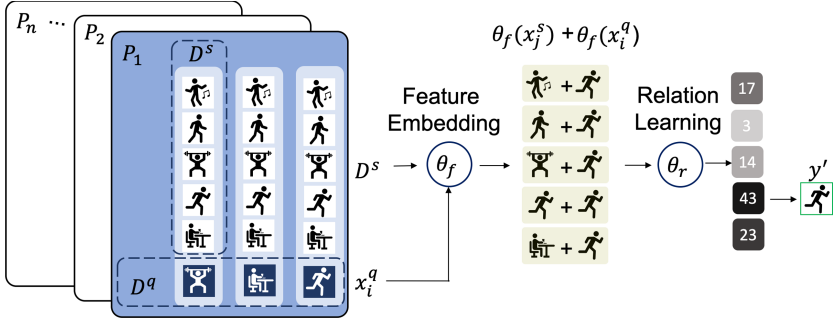 P_n ...
P_2
P_1
D^s
D^q
D^s
x_i^q
Feature
Embedding
θ_f
θ_f(x_j^s) + θ_f(x_i^q)
+
+
+
+
+
Relation
Learning
θ_r
17
3
14
43
23
y'